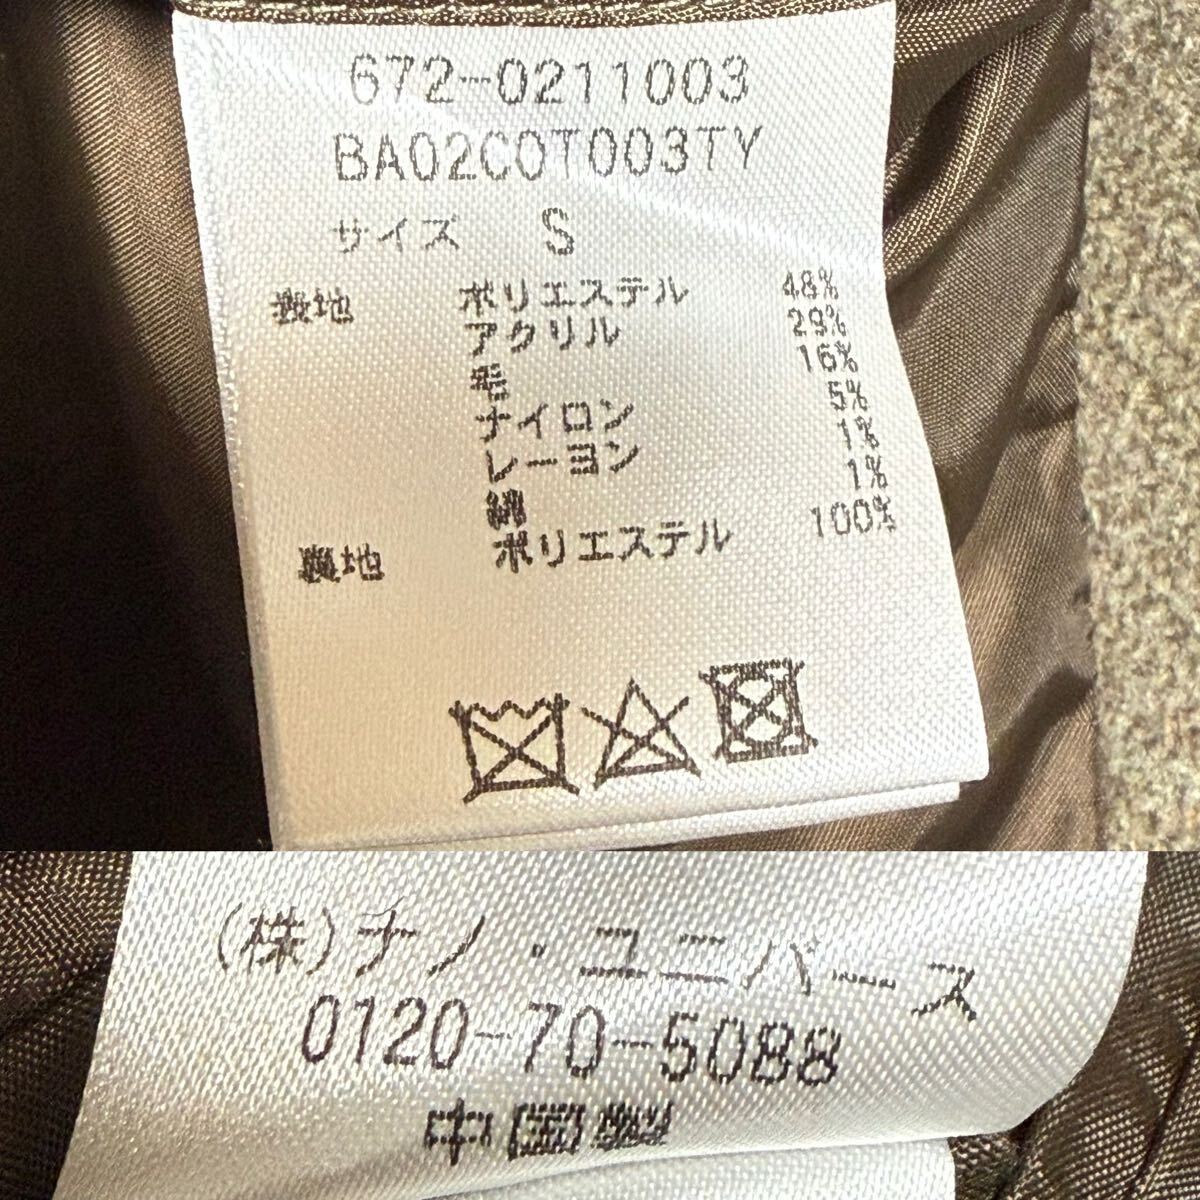 672-0211003
BA02COT003TY
サイズ S
表地 ポリエステル 48%
アクリル 29%
毛 16%
ナイロン 5%
レーヨン 1%
綿 1%
裏地 ポリエステル 100%
(株)ナノ・ユニバース
0120-70-5088
中国製